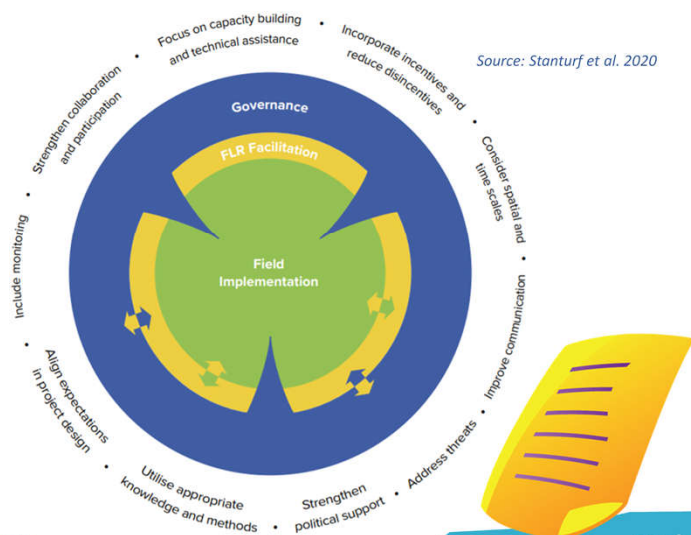 Focus on capacity building
and technical assistance
•
Incorporate incentives and
reduce disincentives
•
Consider spatial and
time scales
•
Improve communication
•
Address threats
•
Strengthen
political support
•
Utilise appropriate
knowledge and methods
•
Align expectations
in project design
•
Include monitoring
•
Strengthen collaboration
and participation
•
Source: Stanturf et al. 2020
Governance
FLR Facilitation
Field
Implementation